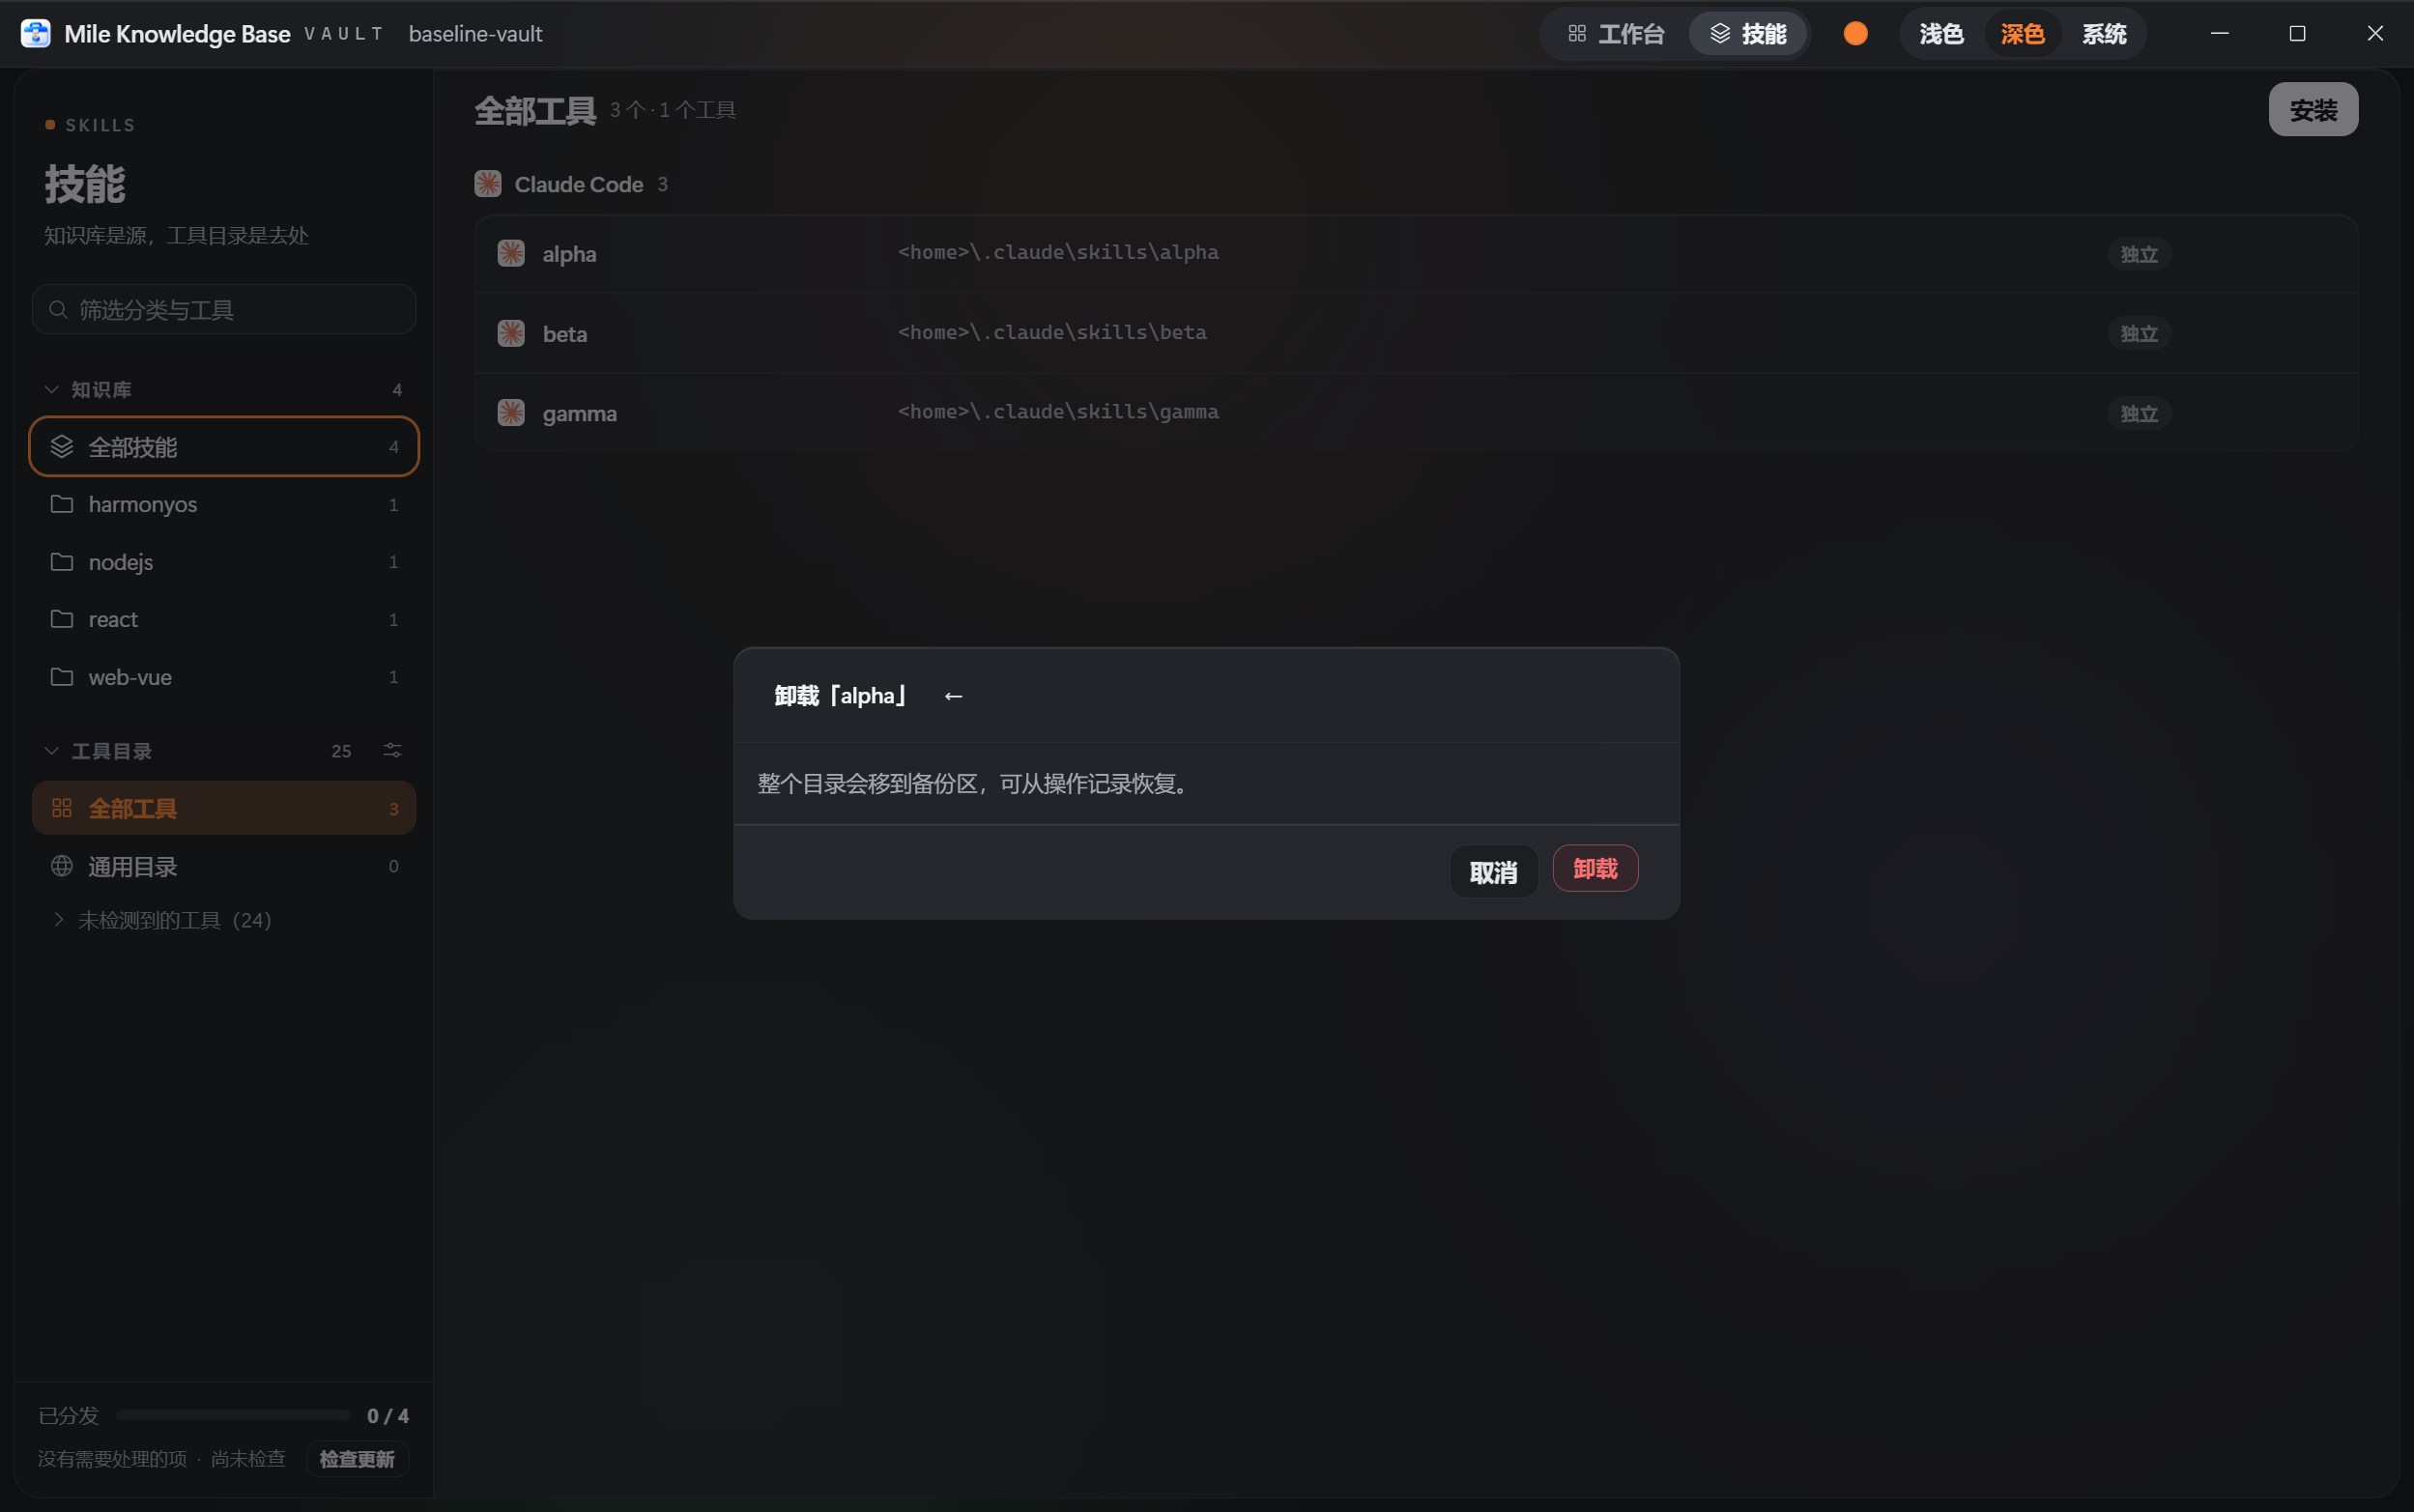 Mile Knowledge Base VAULT baseline-vault 工作台 技能 浅色 深色 系统
SKILLS
技能
知识库是源，工具目录是去处
筛选分类与工具
知识库 4
全部技能 4
harmonyos 1
nodejs 1
react 1
web-vue 1
工具目录 25
全部工具 3
通用目录 0
未检测到的工具（24）
已分发 0 / 4
没有需要处理的项 · 尚未检查 检查更新
全部工具 3 个 · 1 个工具 安装
Claude Code 3
alpha <home>\.claude\skills\alpha 独立
beta <home>\.claude\skills\beta 独立
gamma <home>\.claude\skills\gamma 独立
卸载「alpha」 ←
整个目录会移到备份区，可从操作记录恢复。
取消 卸载